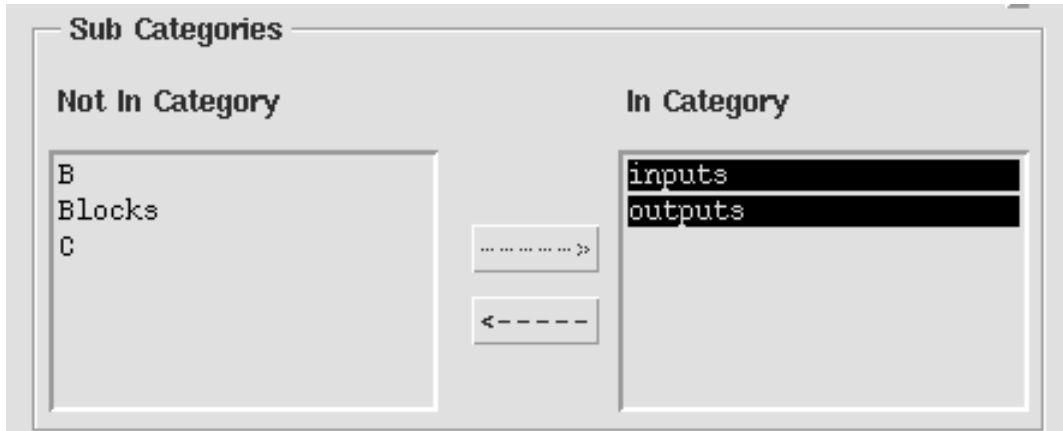 Sub Categories
Not In Category
In Category
B
Blocks
C
inputs
outputs
----->
<-----